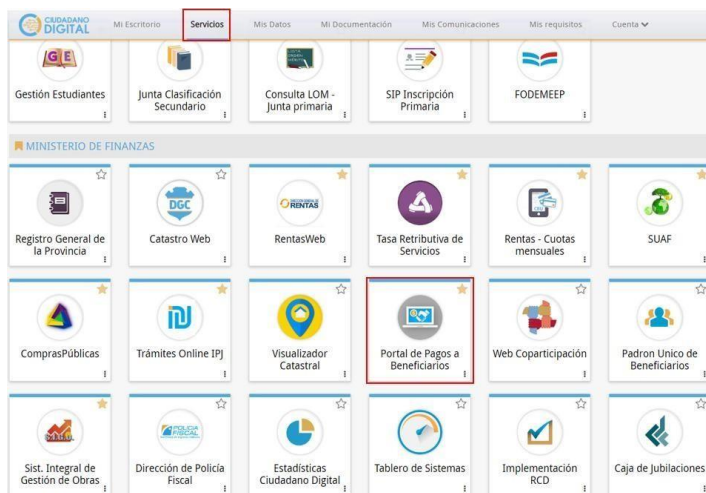 CIUDADANO DIGITAL Mi Escritorio Servicios Mis Datos Mi Documentación Mis Comunicaciones Mis requisitos Cuenta
GE
Gestión Estudiantes Junta Clasificación Secundario Consulta LOM - Junta primaria SIP Inscripción Primaria FODEMEEP
MINISTERIO DE FINANZAS
DGC
RENTAS
Registro General de la Provincia Catastro Web RentasWeb Tasa Retributiva de Servicios Rentas - Cuotas mensuales SUAF
ComprasPúblicas Trámites Online IPJ Visualizador Catastral Portal de Pagos a Beneficiarios Web Coparticipación Padron Unico de Beneficiarios
POLICIA FISCAL
Sist. Integral de Gestión de Obras Dirección de Policía Fiscal Estadísticas Ciudadano Digital Tablero de Sistemas Implementación RCD Caja de Jubilaciones